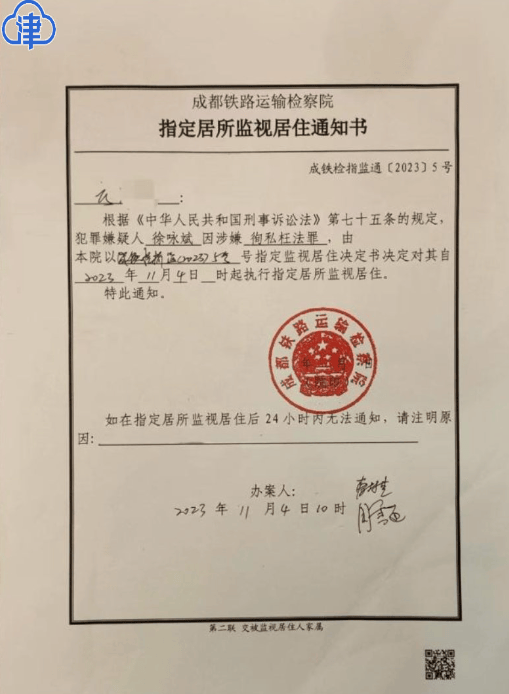 津
成都铁路运输检察院
指定居所监视居住通知书
成铁检指监通〔2023〕5号
:
根据《中华人民共和国刑事诉讼法》第七十五条的规定,
犯罪嫌疑人 徐咏斌 因涉嫌 徇私枉法罪 ,由
本院以 (2023)5号 号指定监视居住决定书决定对其自
2023 年 11 月 4 日 时起执行指定居所监视居住。
特此通知。
成都铁路运输检察院
如在指定居所监视居住后24小时内无法通知,请注明原
因:
办案人:
2023 年 11 月 4 日 10 时
第二联 交被监视居住人家属